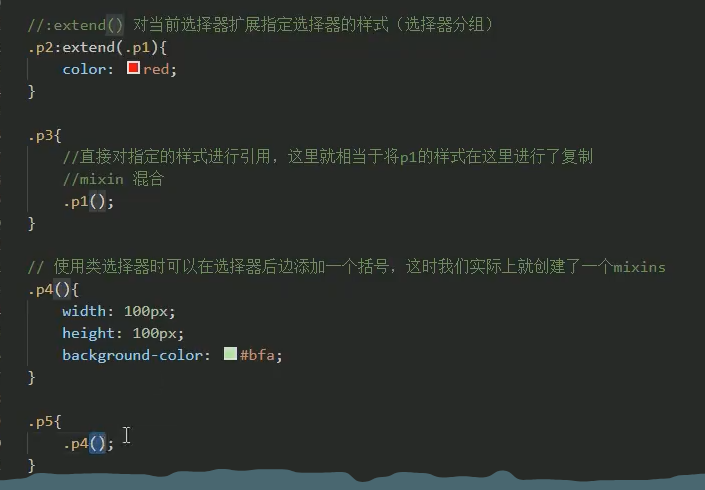 //:extend() 对当前选择器扩展指定选择器的样式（选择器分组）
.p2:extend(.p1){
color: red;
}
.p3{
//直接对指定的样式进行引用，这里就相当于将p1的样式在这里进行了复制
//mixin 混合
.p1();
}
// 使用类选择器时可以在选择器后边添加一个括号，这时我们实际上就创建了一个mixins
.p4(){
width: 100px;
height: 100px;
background-color: #bfa;
}
.p5{
.p4();
}